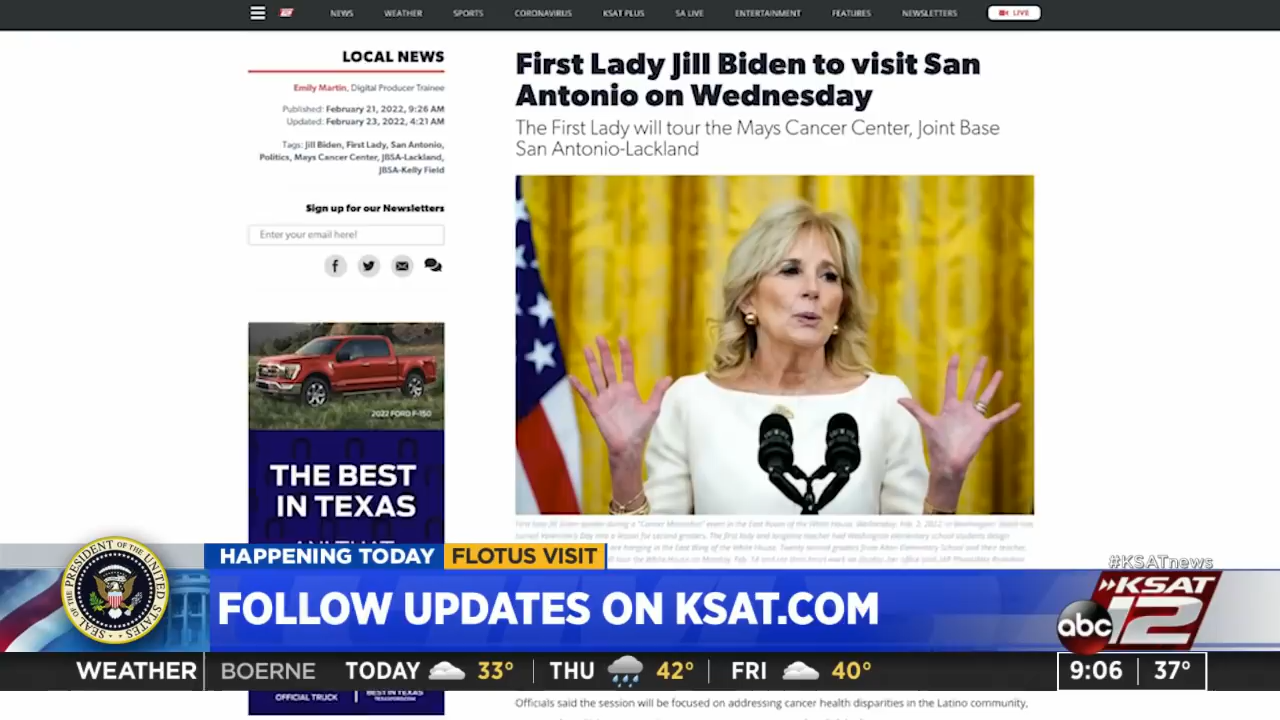 NEWS WEATHER SPORTS CORONAVIRUS KSAT PLUS SA LIVE ENTERTAINMENT FEATURES NEWSLETTERS LIVE
LOCAL NEWS
Emily Martin, Digital Producer Trainee
Published: February 21, 2022, 9:26 AM
Updated: February 23, 2022, 4:21 AM
Tags: Jill Biden, First Lady, San Antonio,
Politics, Mays Cancer Center, JBSA-Lackland,
JBSA-Kelly Field
Sign up for our Newsletters
Enter your email here!
First Lady Jill Biden to visit San
Antonio on Wednesday
The First Lady will tour the Mays Cancer Center, Joint Base
San Antonio-Lackland
2022 FORD F-150
THE BEST
IN TEXAS
HAPPENING TODAY FLOTUS VISIT
#KSATnews
FOLLOW UPDATES ON KSAT.COM
SEAL OF THE PRESIDENT OF THE UNITED STATES
KSAT
abc 12
WEATHER BOERNE TODAY 33° THU 42° FRI 40° 9:06 37°
OFFICIAL TRUCK BEST IN TEXAS
Officials said the session will be focused on addressing cancer health disparities in the Latino community,